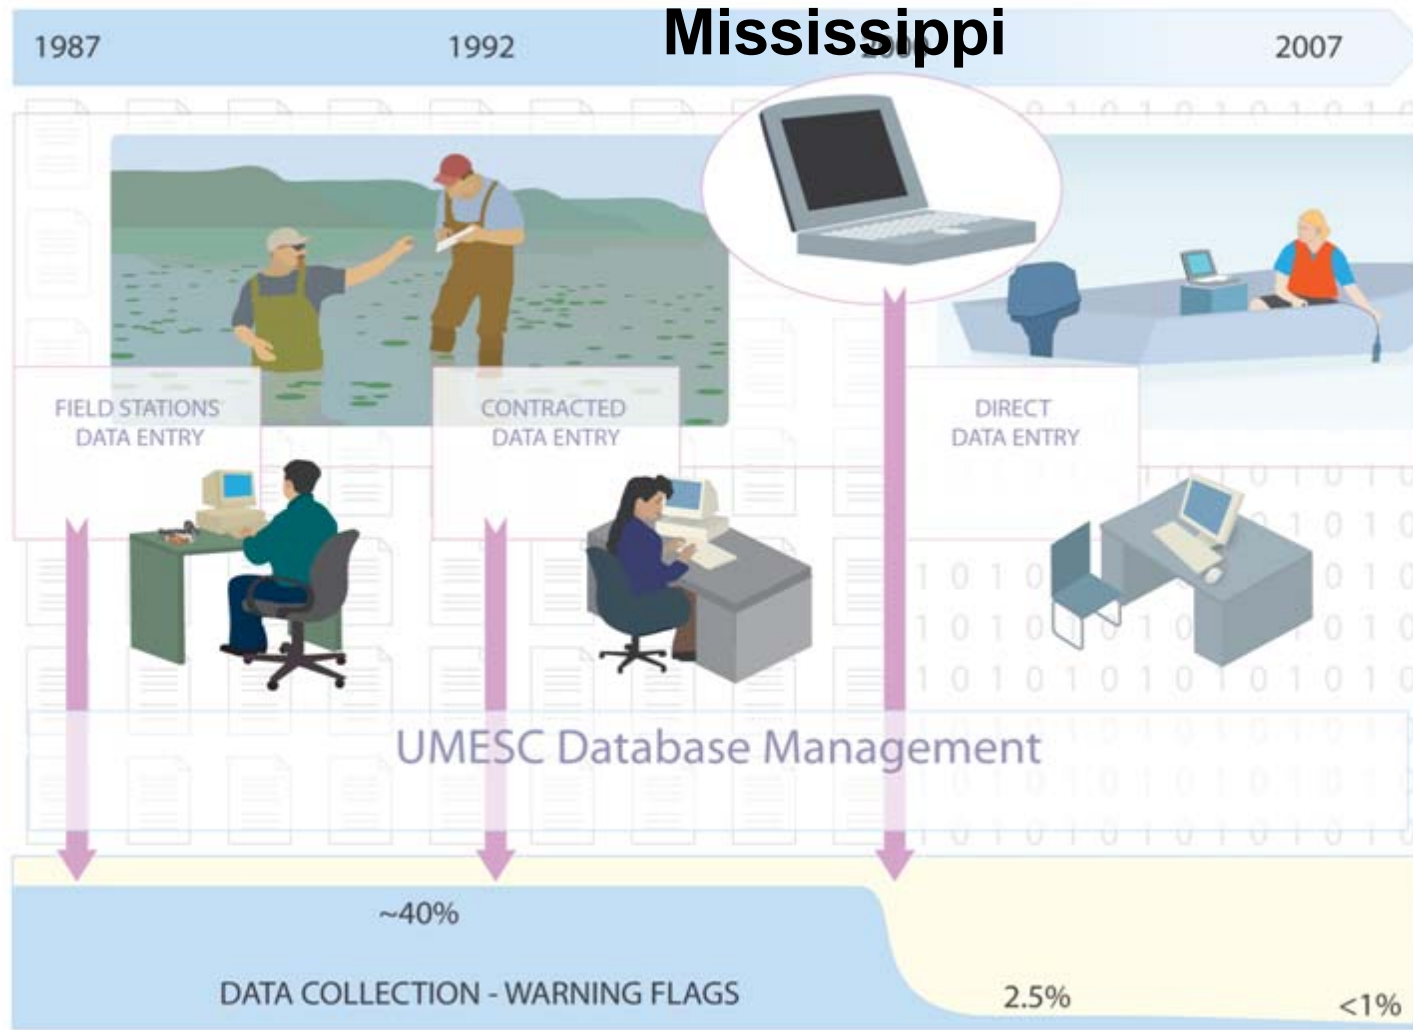 Mississippi
1987 1992 2000 2007
FIELD STATIONS
DATA ENTRY
CONTRACTED
DATA ENTRY
DIRECT
DATA ENTRY
UMESC Database Management
~40%
DATA COLLECTION - WARNING FLAGS
2.5%
<1%